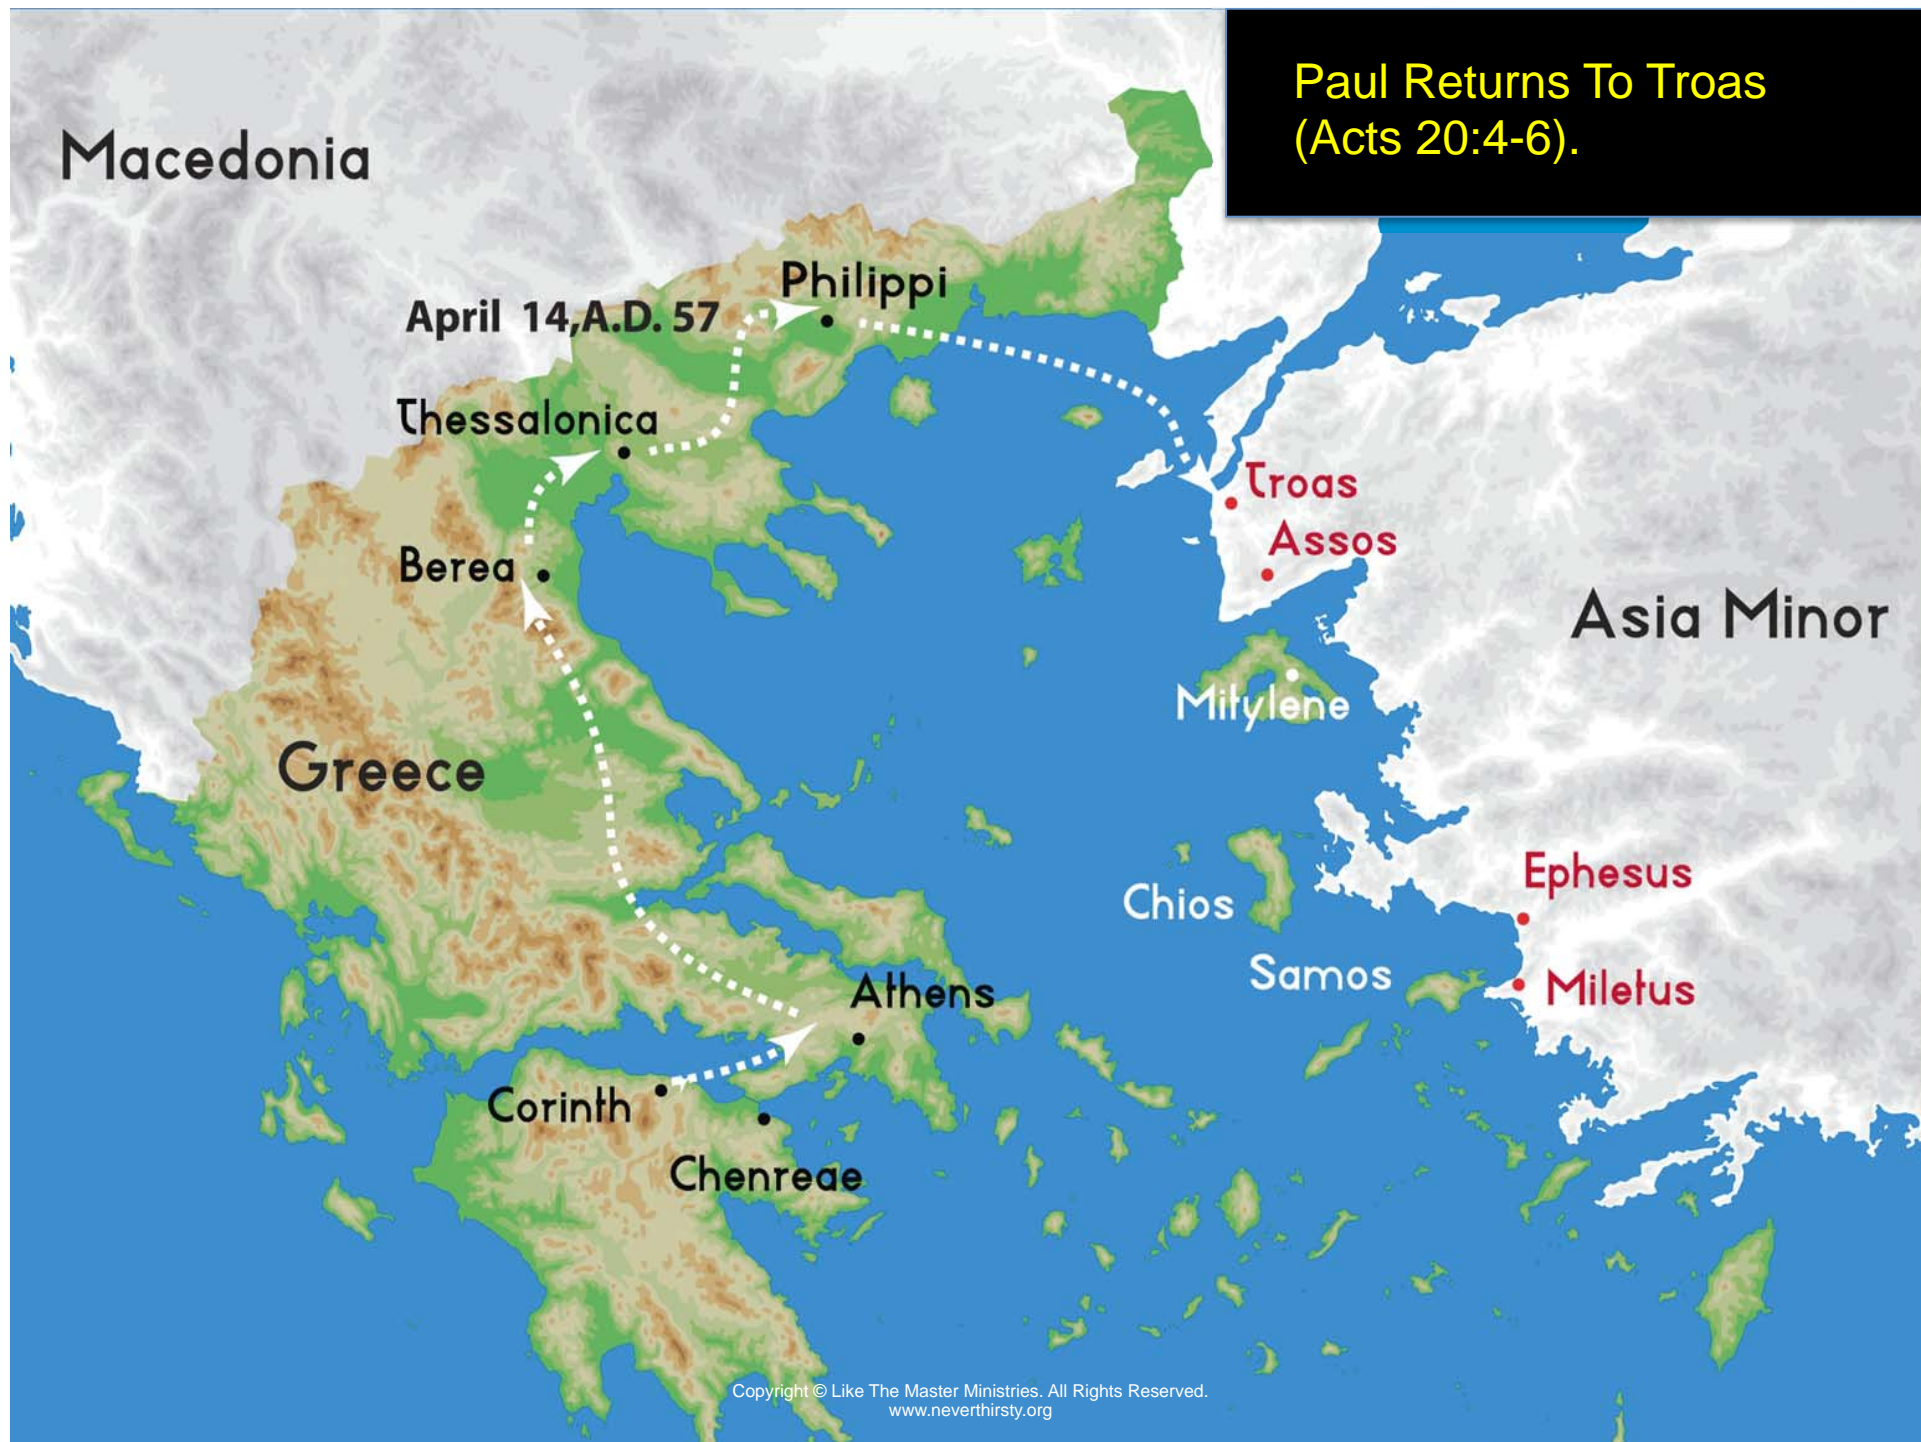 Paul Returns To Troas
(Acts 20:4-6).
Macedonia
Philippi
April 14,A.D. 57
Thessalonica
Troas
Assos
Berea
Asia Minor
Mitylene
Greece
Ephesus
Chios
Samos
Miletus
Athens
Corinth
Chenreae
Copyright © Like The Master Ministries. All Rights Reserved.
www.neverthirsty.org